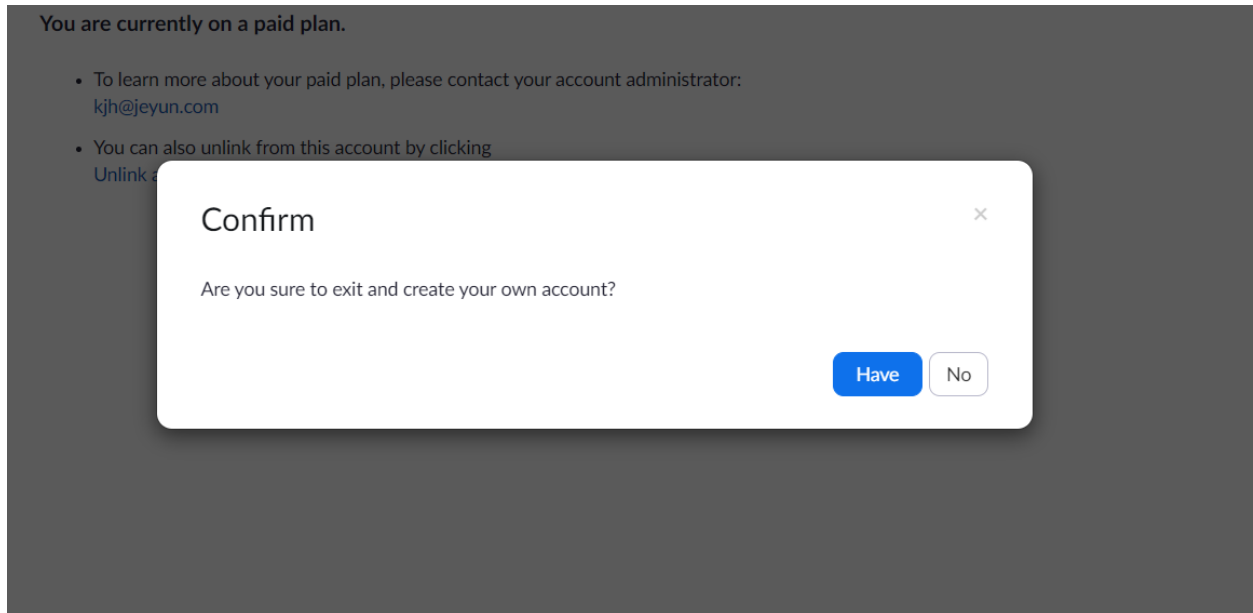 You are currently on a paid plan.
• To learn more about your paid plan, please contact your account administrator:
kjh@jeyun.com
• You can also unlink from this account by clicking
Unlink
Confirm
×
Are you sure to exit and create your own account?
Have
No